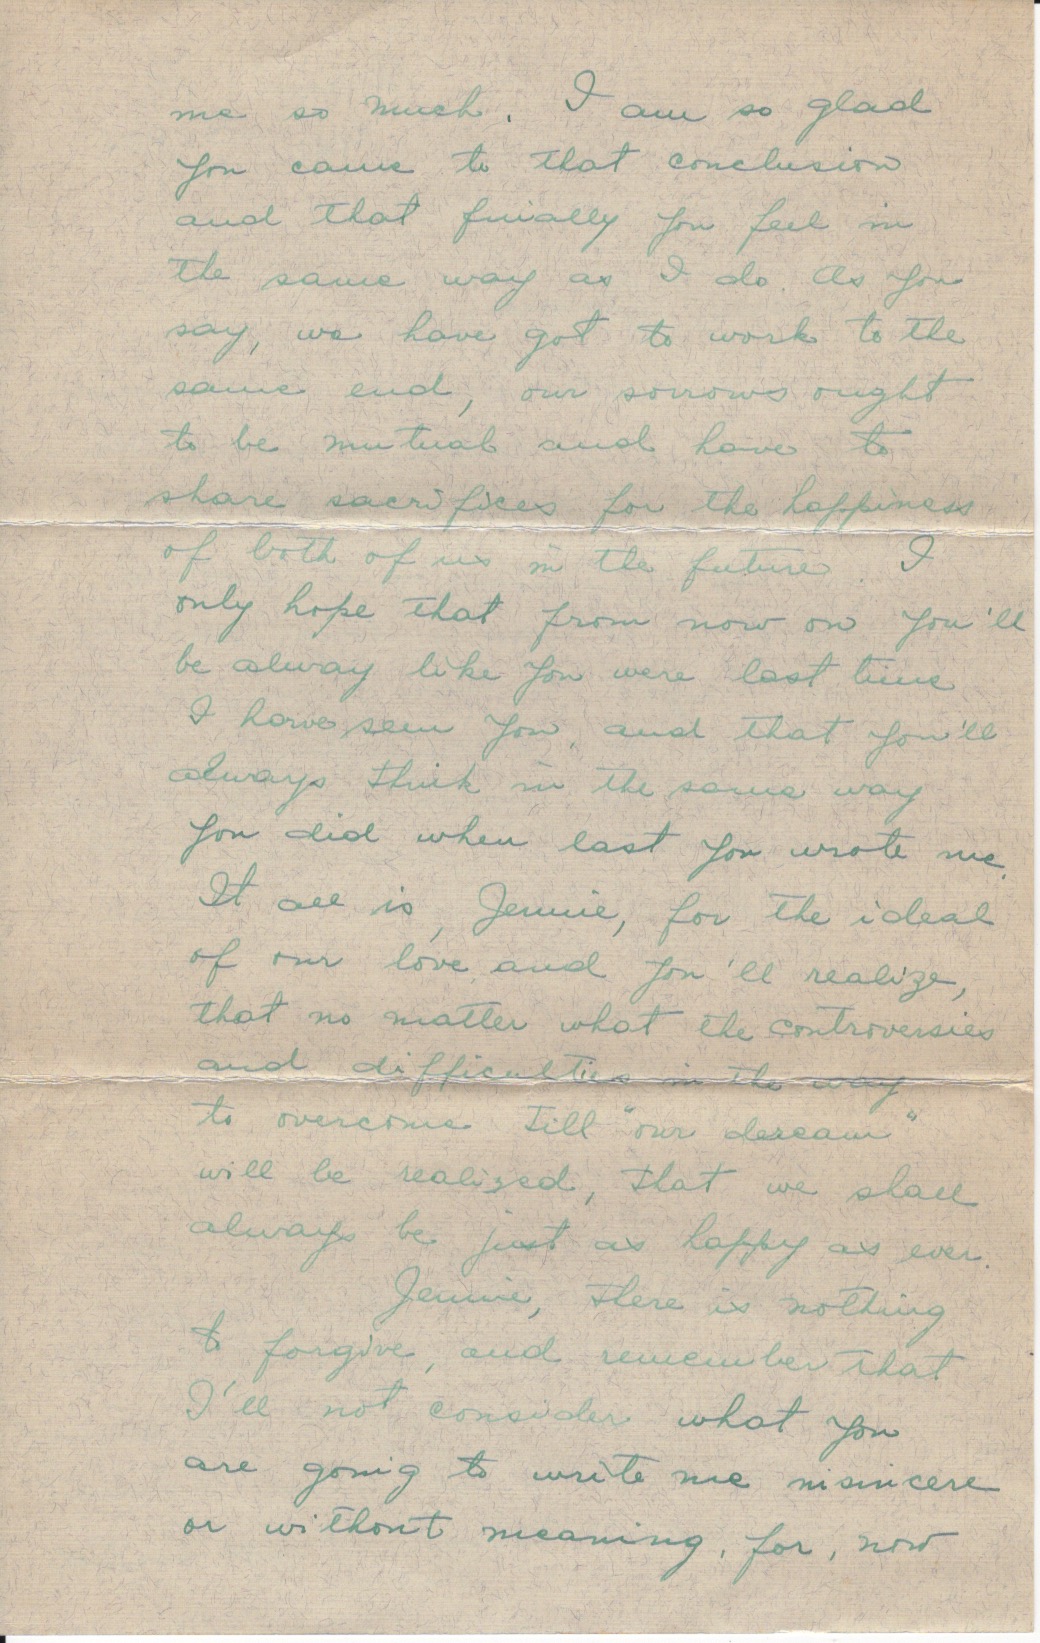 me so much. I am so glad
you came to that conclusion
and that finally you feel in
the same way as I do. As you
say, we have got to work to the
same end, our sorrows ought
to be mutual and have to
share sacrifices for the happiness
of both of us in the future. I
only hope that from now on you'll
be alway like you were last time
I have seen you, and that you'll
always think in the same way
you did when last you wrote me.
It all is, Jennie, for the ideal
of our love and you'll realize,
that no matter what the controversies
and difficulties in the way
to overcome till "our dream"
will be realized, that we shall
always be just as happy as ever.
Jennie, there is nothing
to forgive, and remember that
I'll not consider what you
are going to write me insincere
or without meaning, for, now